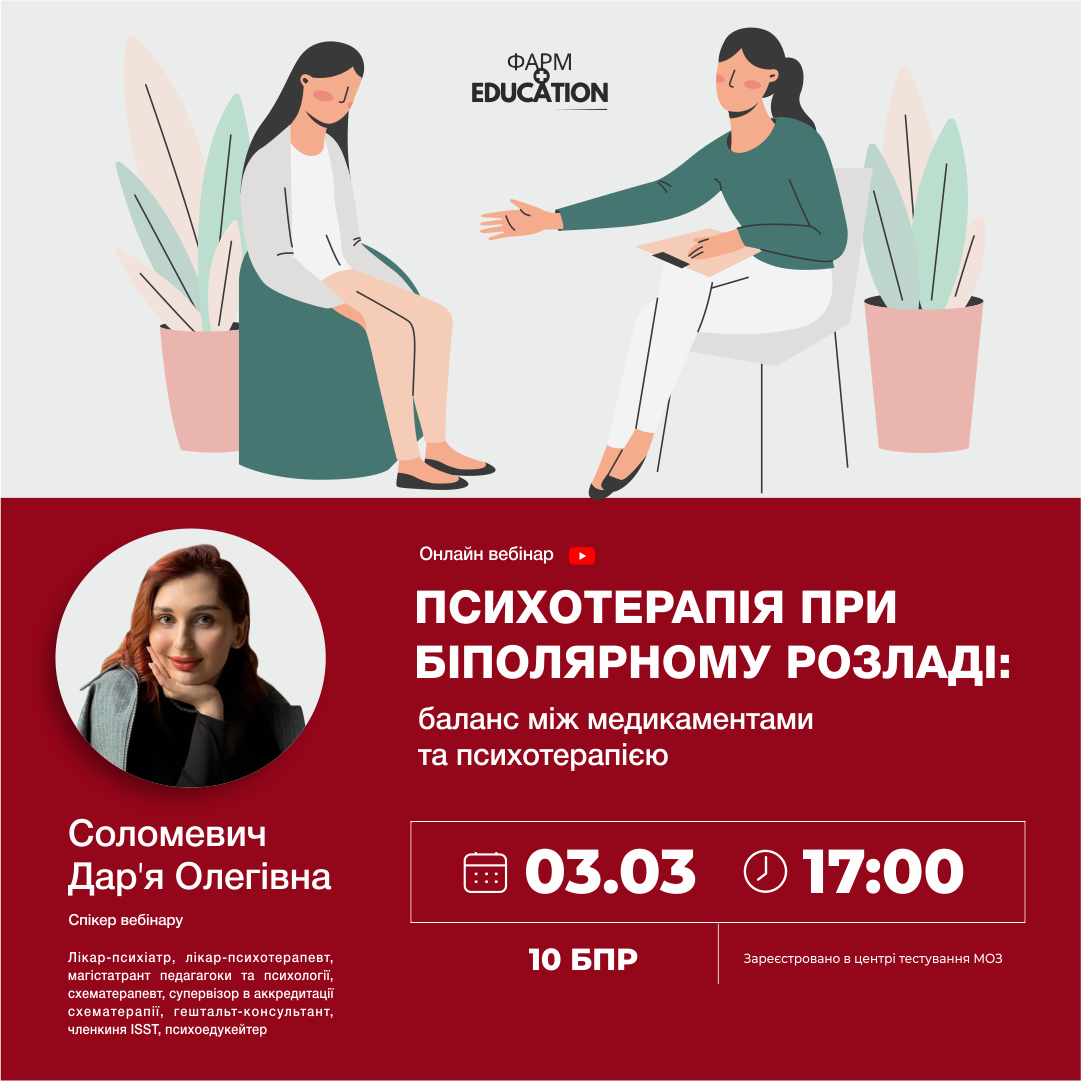 ФАРМ
EDUCATION
Онлайн вебінар
ПСИХОТЕРАПІЯ ПРИ
БІПОЛЯРНОМУ РОЗЛАДІ:
баланс між медикаментами
та психотерапією
Соломевич
Дар'я Олегівна
Спікер вебінару
Лікар-психіатр, лікар-психотерапевт,
магістатрант педагагоки та психології,
схематерапевт, супервізор в аккредитації
схематерапії, гештальт-консультант,
членкиня ISST, психоедукейтер
03.03
17:00
10 БПР
Зареєстровано в центрі тестування МОЗ